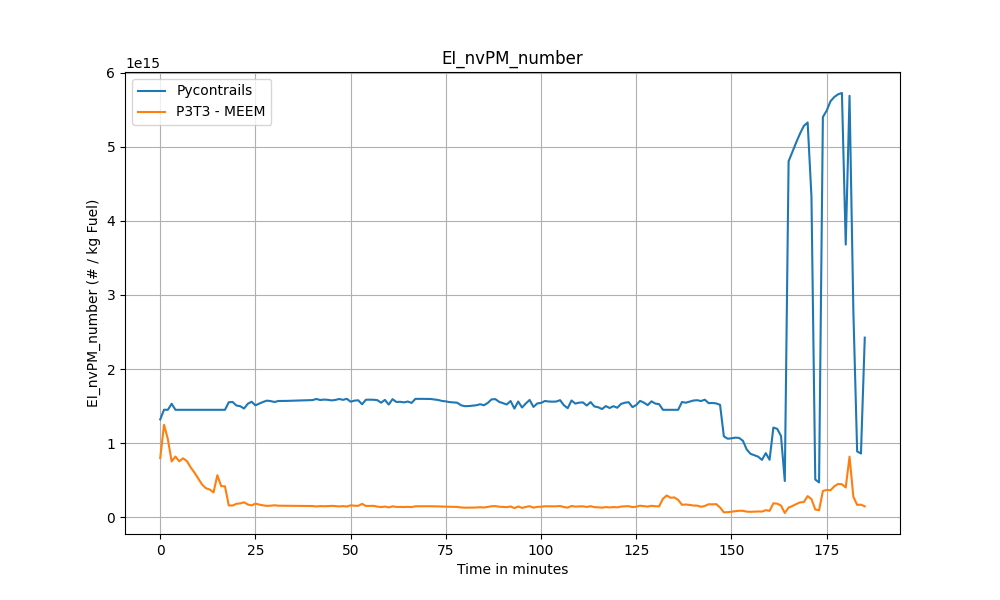 EI_nvPM_number
1e15
Pycontrails
P3T3 - MEEM
6
5
4
3
2
1
0
EI_nvPM_number (# / kg Fuel)
0 25 50 75 100 125 150 175
Time in minutes